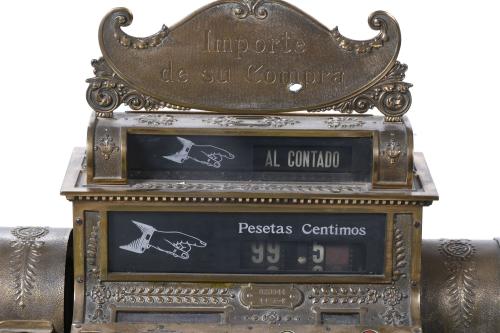 Importe
de su Compra
AL CONTADO
Pesetas Centimos
99 .5